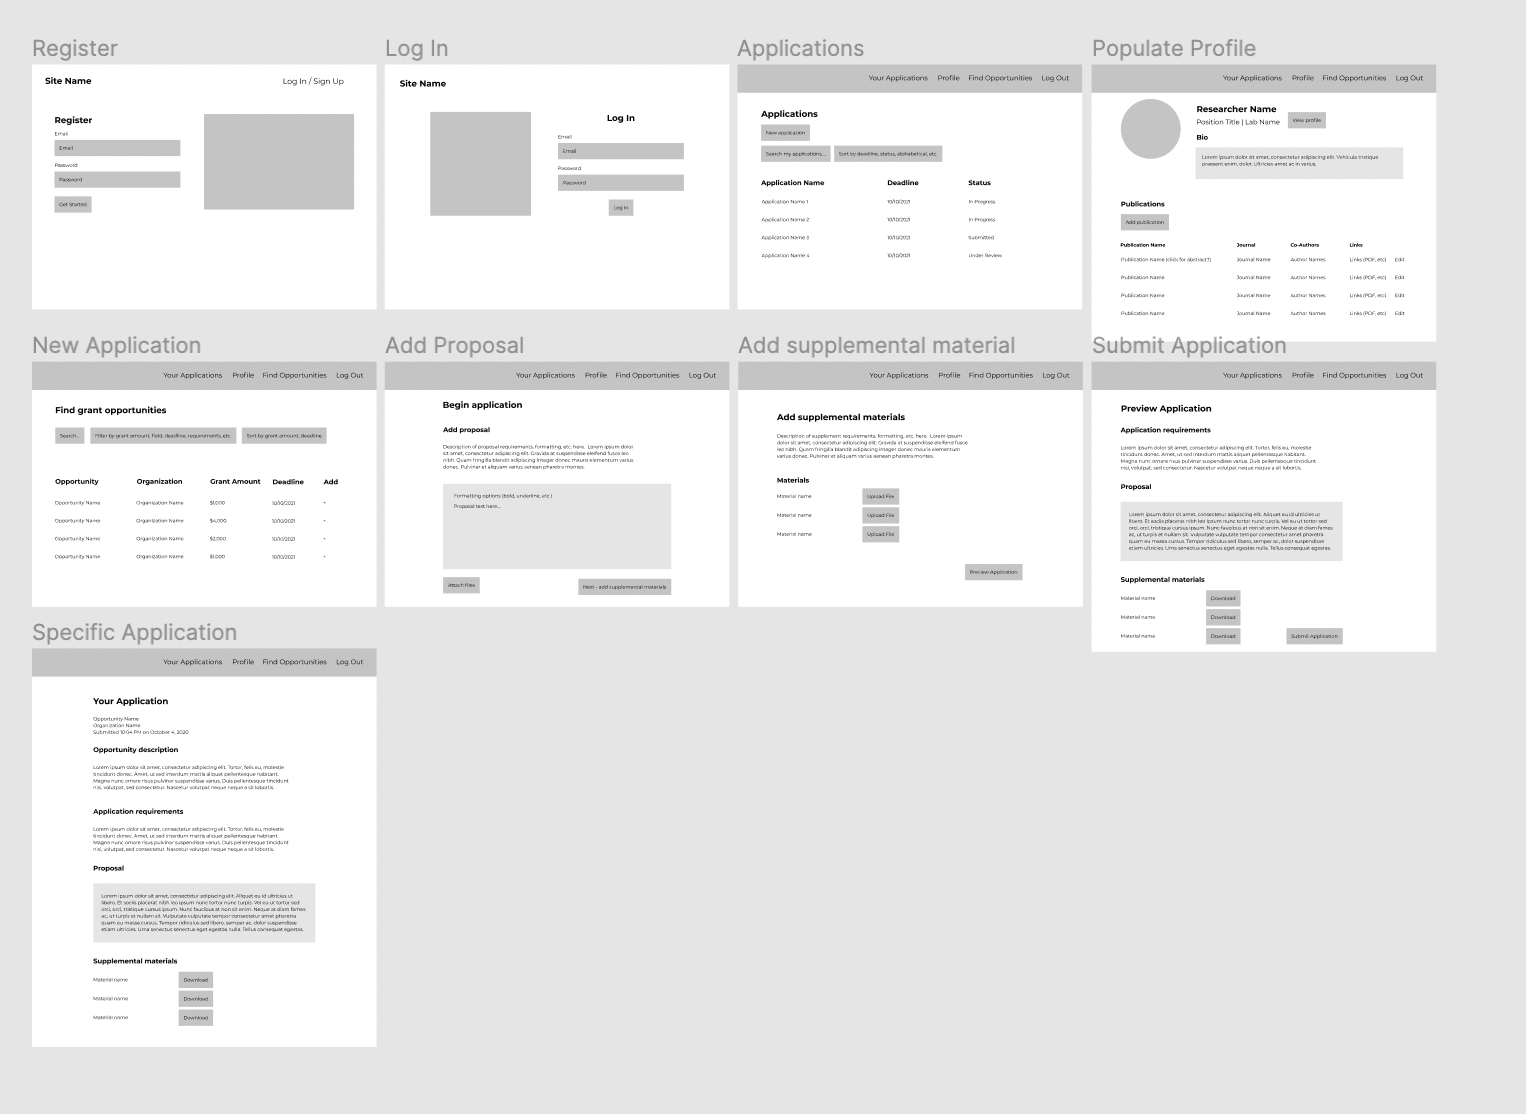 Register
Site Name
Log In / Sign Up
Register
Email
Email
Password
Password
Get Started
Log In
Site Name
Log In
Email
Email
Password
Password
Log In
Applications
Your Applications Profile Find Opportunities Log Out
Applications
New application
Search my applications... Sort by deadline, status, alphabetical, etc
Application Name Deadline Status
Application Name 1 10/10/2021 In Progress
Application Name 2 10/10/2021 In Progress
Application Name 3 10/10/2021 Submitted
Application Name 4 10/10/2021 Under Review
Populate Profile
Your Applications Profile Find Opportunities Log Out
Researcher Name
Position Title | Lab Name
View profile
Bio
Lorem ipsum dolor sit amet, consectetur adipiscing elit. Vehicula tristique
praesent enim, dolor. Ultricies amet ac in varius.
Publications
Add publication
Publication Name Journal Co-Authors Links
Publication Name (click for abstract?) Journal Name Author Names Links (PDF, etc) Edit
Publication Name Journal Name Author Names Links (PDF, etc) Edit
Publication Name Journal Name Author Names Links (PDF, etc) Edit
Publication Name Journal Name Author Names Links (PDF, etc) Edit
New Application
Your Applications Profile Find Opportunities Log Out
Find grant opportunities
Search... Filter by grant amount, field, deadline, requirements, etc Sort by grant amount, deadline
Opportunity Organization Grant Amount Deadline Add
Opportunity Name Organization Name $1,000 10/10/2021 +
Opportunity Name Organization Name $4,000 10/10/2021 +
Opportunity Name Organization Name $2,000 10/10/2021 +
Opportunity Name Organization Name $1,000 10/10/2021 +
Add Proposal
Your Applications Profile Find Opportunities Log Out
Begin application
Add proposal
Description of proposal requirements, formatting, etc. here. Lorem ipsum dolor
sit amet, consectetur adipiscing elit. Gravida at suspendisse eleifend fusce leo
nibh. Quam fringilla blandit adipiscing integer donec mauris elementum varius
donec. Pulvinar et aliquam varius aenean pharetra montes.
Formatting options (bold, underline, etc.)
Proposal text here...
Attach files
Next - add supplemental materials
Add supplemental material
Your Applications Profile Find Opportunities Log Out
Add supplemental materials
Description of supplement requirements, formatting, etc. here. Lorem ipsum
dolor sit amet, consectetur adipiscing elit. Gravida at suspendisse eleifend fusce
leo nibh. Quam fringilla blandit adipiscing integer donec mauris elementum
varius donec. Pulvinar et aliquam varius aenean pharetra montes.
Materials
Material name Upload File
Material name Upload File
Material name Upload File
Preview Application
Submit Application
Your Applications Profile Find Opportunities Log Out
Preview Application
Application requirements
Lorem ipsum dolor sit amet, consectetur adipiscing elit. Tortor, felis eu, molestie
tincidunt donec. Amet, ut sed interdum mattis aliquet pellentesque habitant.
Magna nunc ornare risus pulvinar suspendisse varius. Duis pellentesque tincidunt
nisl, volutpat, sed consectetur. Nascetur volutpat neque neque a sit lobortis.
Proposal
Lorem ipsum dolor sit amet, consectetur adipiscing elit. Aliquet eu id ultricies ut
libero. Et sociis placerat nibh leo ipsum nunc tortor nunc turpis. Vel eu ut tortor sed
orci, orci, tristique cursus ipsum. Nunc faucibus et non sit enim. Neque at diam fames
ac, ut turpis et nullam sit. Vulputate vulputate tempor consectetur amet pharetra
quam eu massa cursus. Tempor ridiculus sed libero, semper ac, dolor suspendisse
etiam ultricies. Urna senectus senectus eget egestas nulla. Tellus consequat egestas.
Supplemental materials
Material name Download
Material name Download
Material name Download
Submit Application
Specific Application
Your Applications Profile Find Opportunities Log Out
Your Application
Opportunity Name
Organization Name
Submitted 10:04 PM on October 4, 2020
Opportunity description
Lorem ipsum dolor sit amet, consectetur adipiscing elit. Tortor, felis eu, molestie
tincidunt donec. Amet, ut sed interdum mattis aliquet pellentesque habitant.
Magna nunc ornare risus pulvinar suspendisse varius. Duis pellentesque tincidunt
nisl, volutpat, sed consectetur. Nascetur volutpat neque neque a sit lobortis.
Application requirements
Lorem ipsum dolor sit amet, consectetur adipiscing elit. Tortor, felis eu, molestie
tincidunt donec. Amet, ut sed interdum mattis aliquet pellentesque habitant.
Magna nunc ornare risus pulvinar suspendisse varius. Duis pellentesque tincidunt
nisl, volutpat, sed consectetur. Nascetur volutpat neque neque a sit lobortis.
Proposal
Lorem ipsum dolor sit amet, consectetur adipiscing elit. Aliquet eu id ultricies ut
libero. Et sociis placerat nibh leo ipsum nunc tortor nunc turpis. Vel eu ut tortor sed
orci, orci, tristique cursus ipsum. Nunc faucibus et non sit enim. Neque at diam fames
ac, ut turpis et nullam sit. Vulputate vulputate tempor consectetur amet pharetra
quam eu massa cursus. Tempor ridiculus sed libero, semper ac, dolor suspendisse
etiam ultricies. Urna senectus senectus eget egestas nulla. Tellus consequat egestas.
Supplemental materials
Material name Download
Material name Download
Material name Download